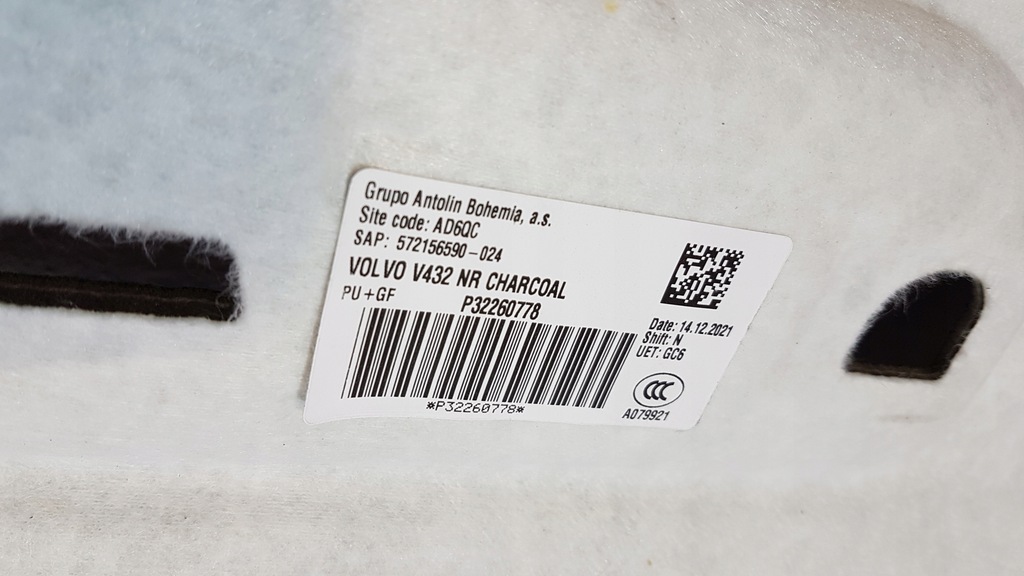 Grupo Antolin Bohemia, a.s.
Site code: AD6QC
SAP: 572156590-024
VOLVO V432 NR CHARCOAL
PU+GF P32260778
*P32260778*
Date: 14.12.2021
Shift: N
UET: GC6
CCC
A079921